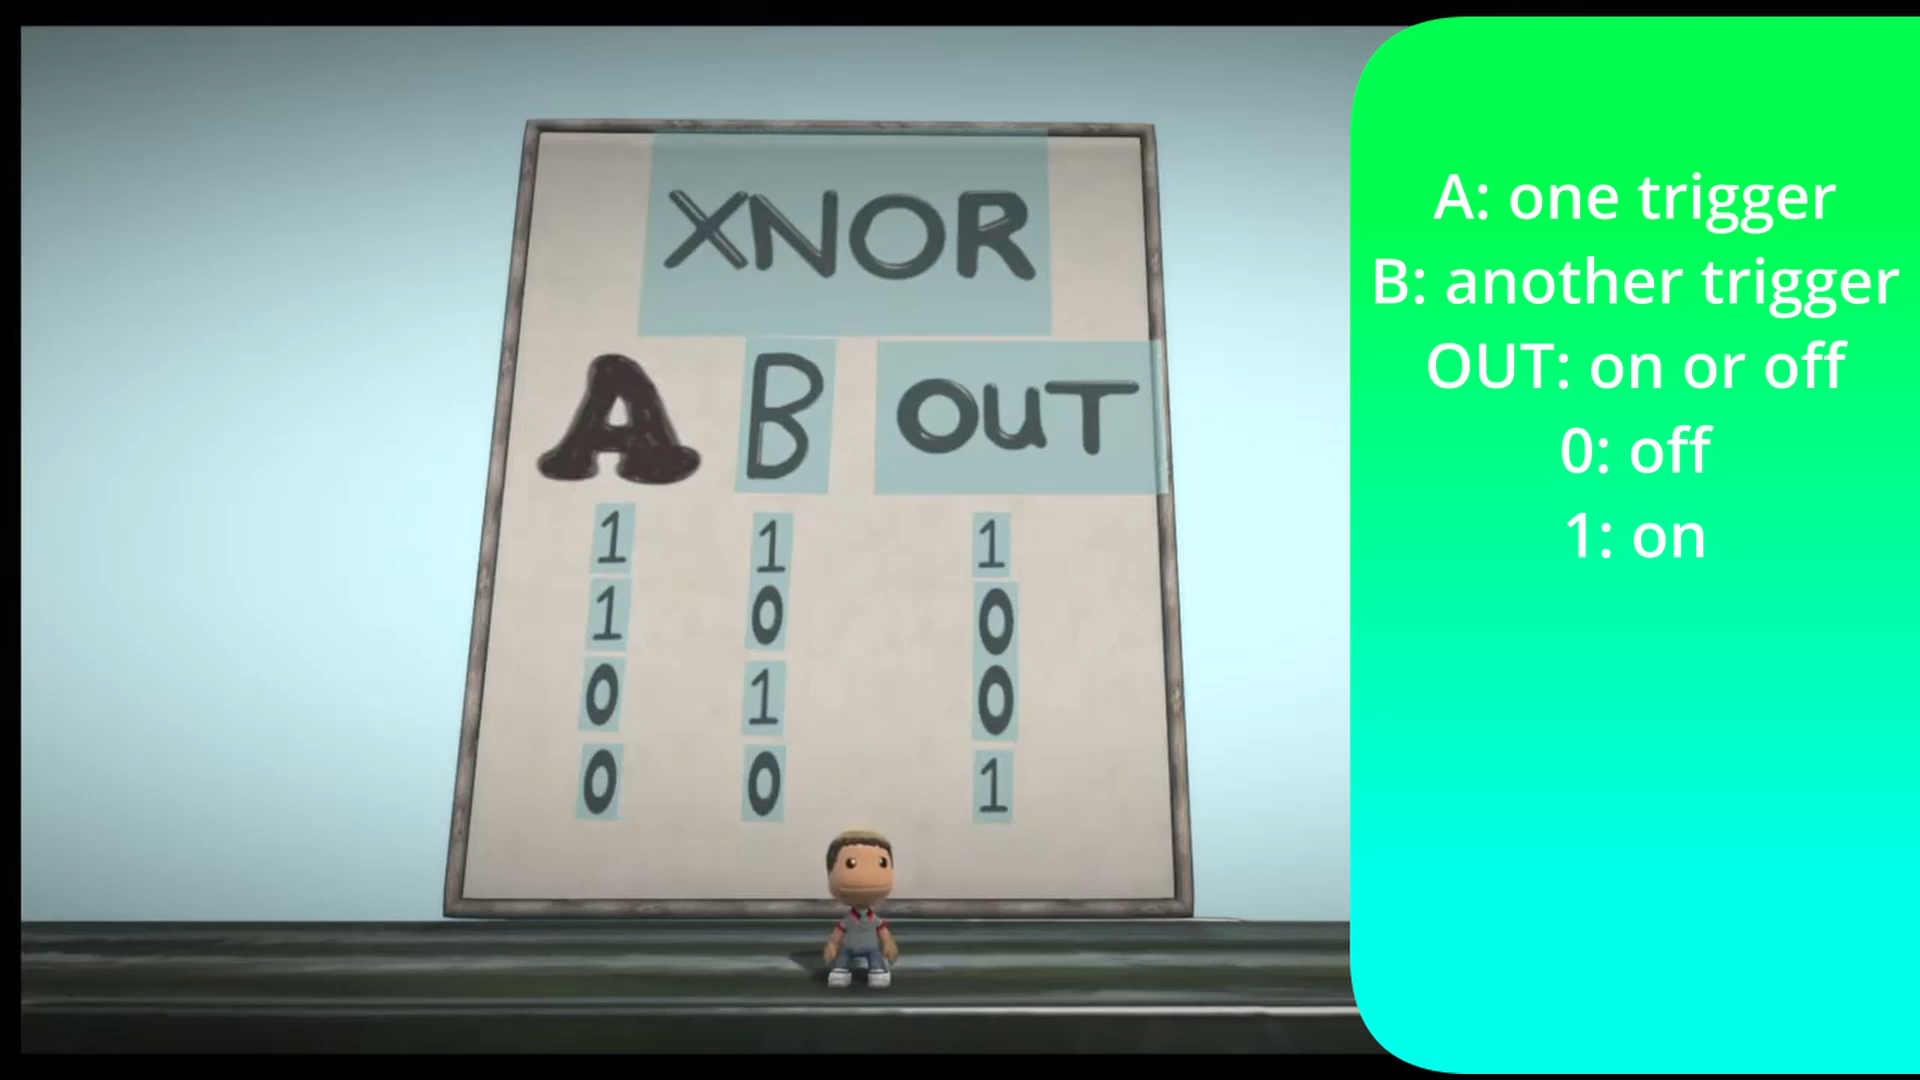 XNOR
A B OUT
1 1 1
1 0 0
0 1 0
0 0 1
A: one trigger
B: another trigger
OUT: on or off
0: off
1: on